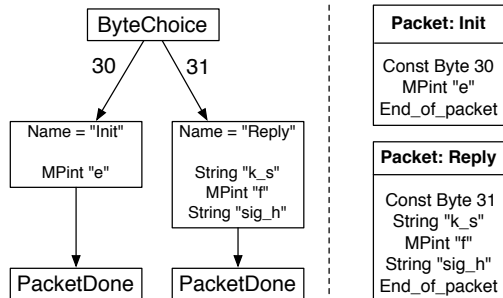 ByteChoice
30
31
Name = "Init"
MPint "e"
Name = "Reply"
String "k_s"
MPint "f"
String "sig_h"
PacketDone
PacketDone
Packet: Init
Const Byte 30
MPint "e"
End_of_packet
Packet: Reply
Const Byte 31
String "k_s"
MPint "f"
String "sig_h"
End_of_packet